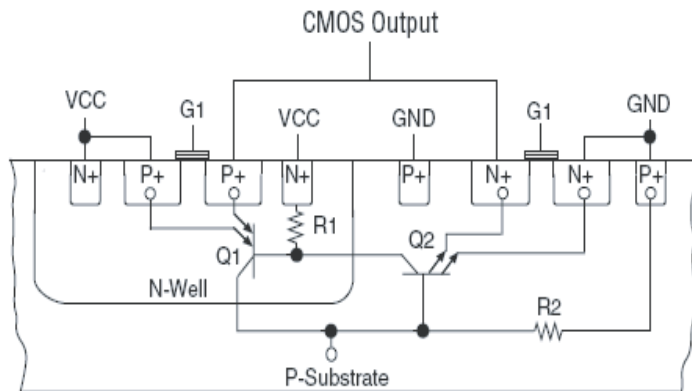 CMOS Output
VCC
G1
VCC
GND
G1
GND
N+
P+
P+
N+
P+
N+
N+
P+
R1
Q1
Q2
N-Well
R2
P-Substrate